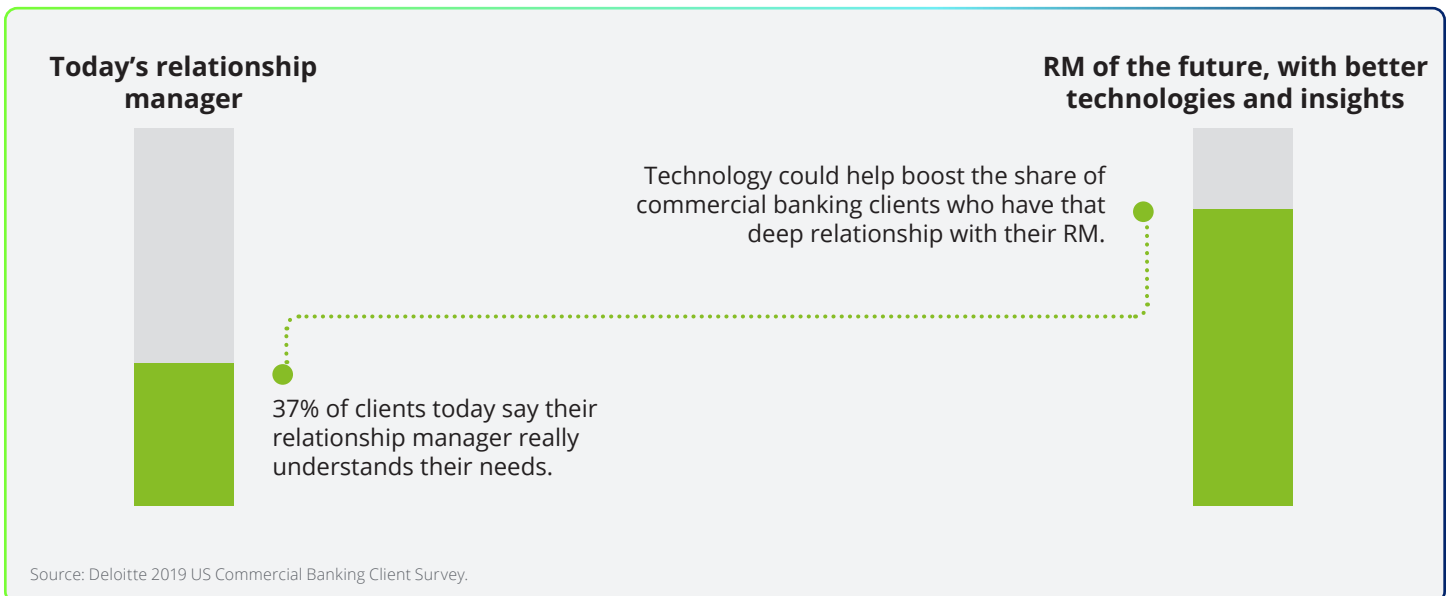 Today’s relationship
manager
RM of the future, with better
technologies and insights
Technology could help boost the share of
commercial banking clients who have that
deep relationship with their RM.
37% of clients today say their
relationship manager really
understands their needs.
Source: Deloitte 2019 US Commercial Banking Client Survey.